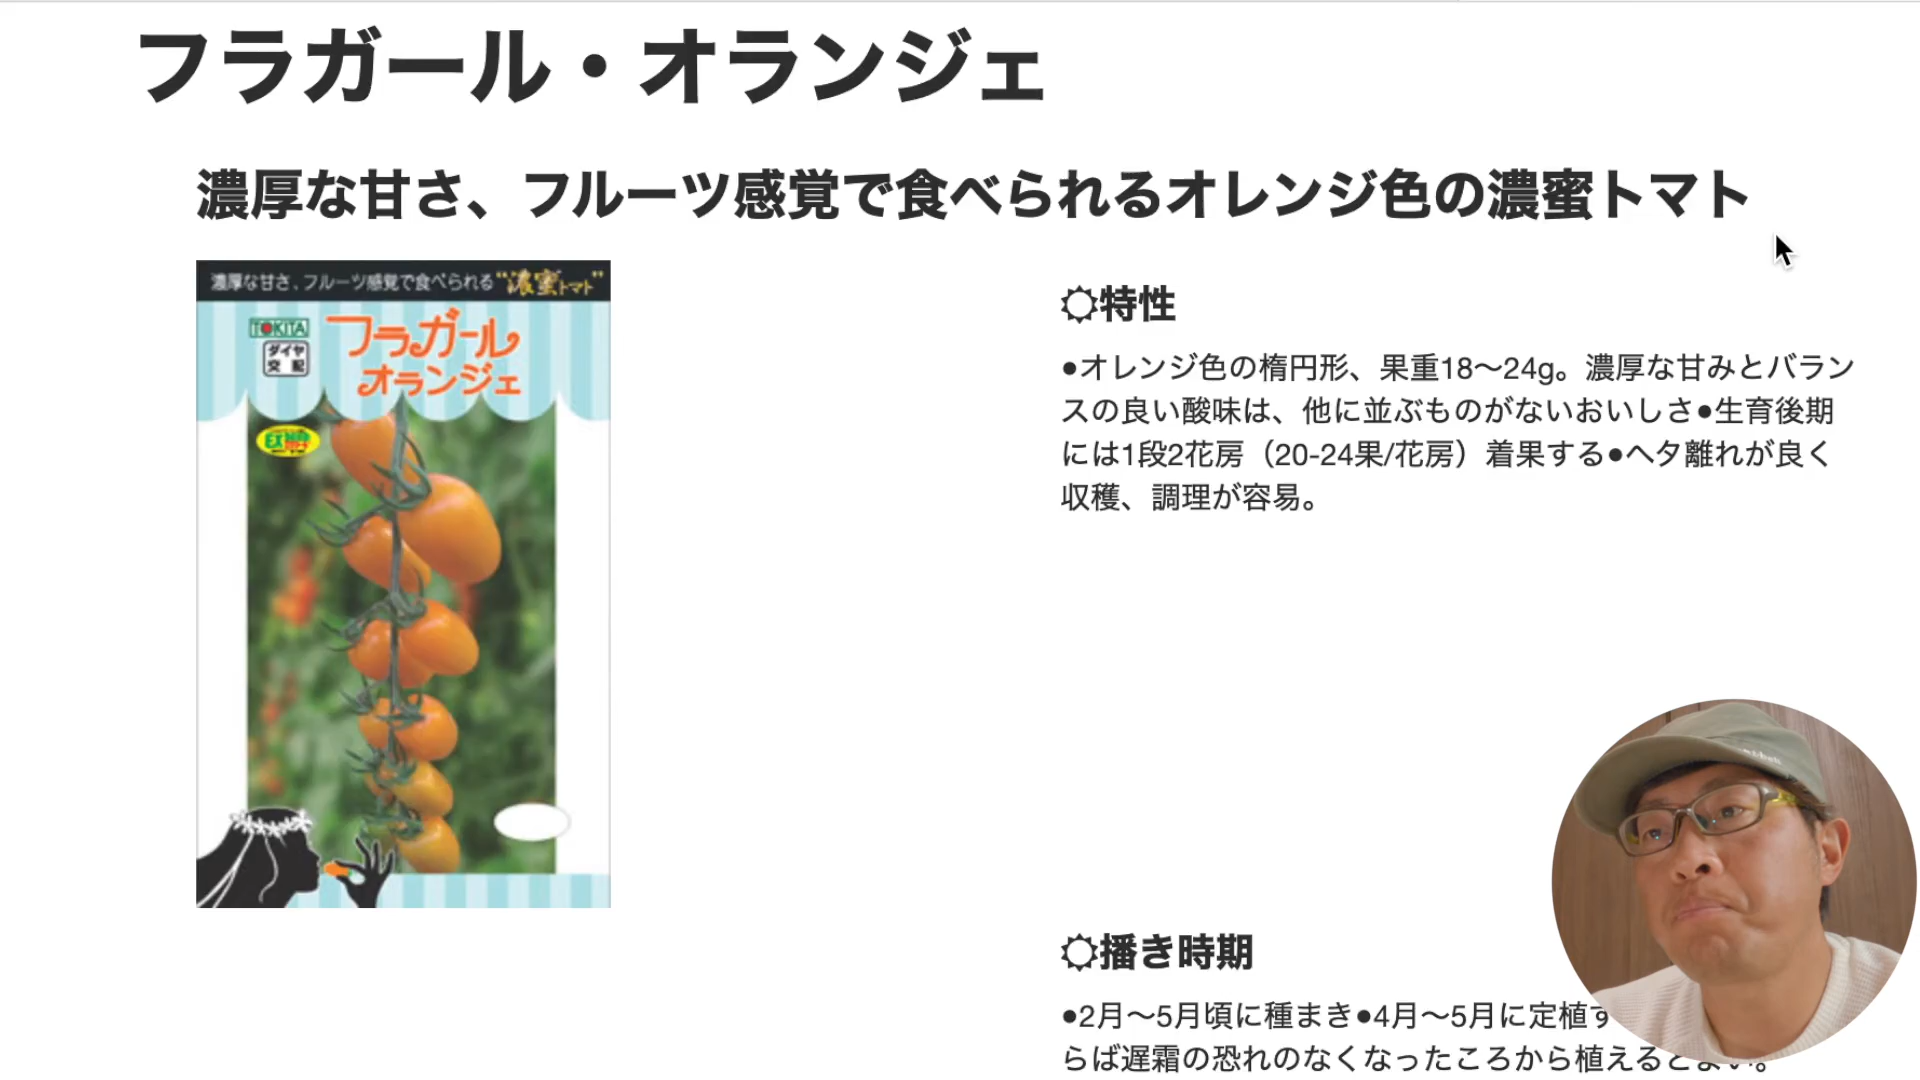 フラガール・オランジェ
濃厚な甘さ、フルーツ感覚で食べられるオレンジ色の濃蜜トマト
濃厚な甘さ、フルーツ感覚で食べられる“濃蜜トマト”
TOKITA
ダイヤ
交配
フラガール
オランジェ
特性
●オレンジ色の楕円形、果重18〜24g。濃厚な甘みとバラン
スの良い酸味は、他に並ぶものがないおいしさ●生育後期
には1段2花房（20-24果/花房）着果する●ヘタ離れが良く
収穫、調理が容易。
播き時期
●2月〜5月頃に種まき●4月〜5月に定植す
らば遅霜の恐れのなくなったころから植えるとよい。